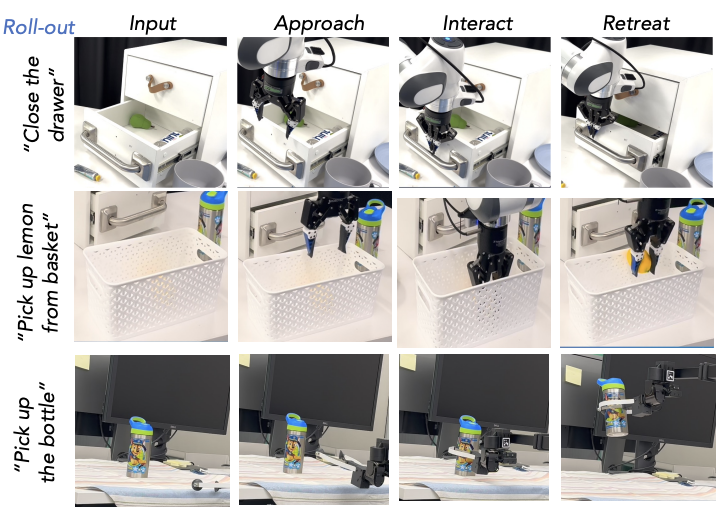 Roll-out
Input
Approach
Interact
Retreat
"Close the
drawer"
"Pick up lemon
from basket"
"Pick up
the bottle"